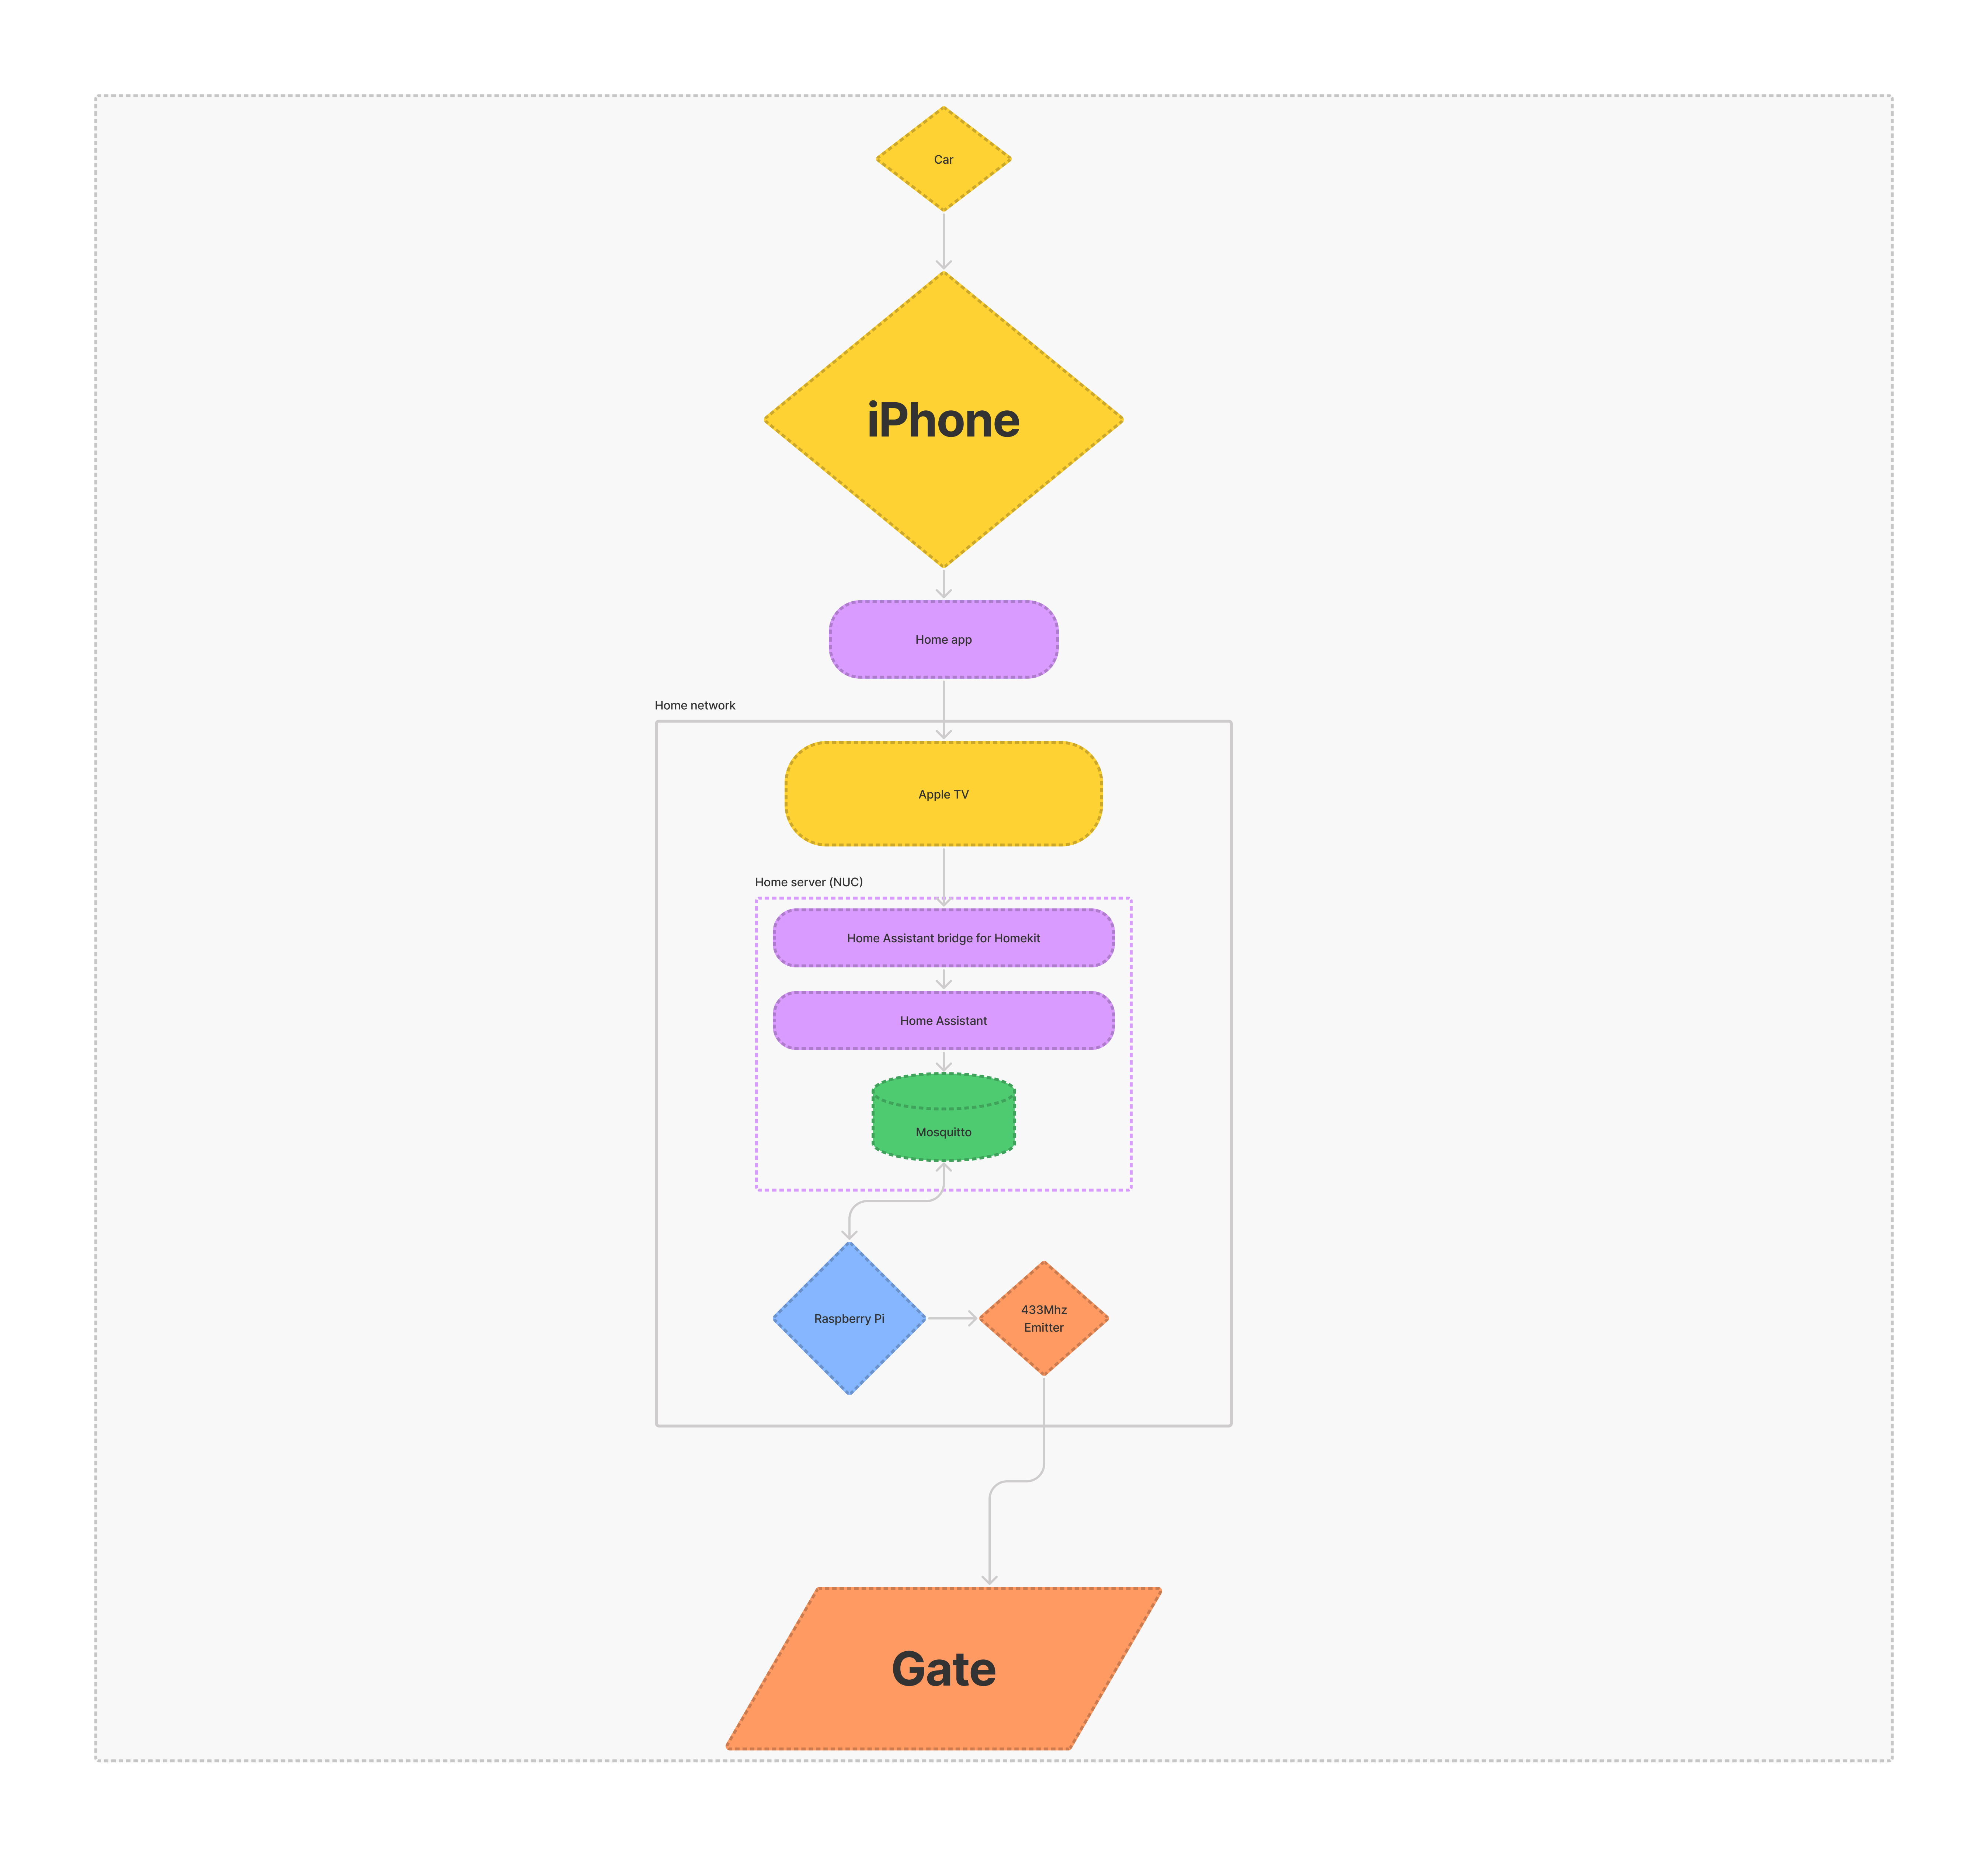 Car
iPhone
Home app
Home network
Apple TV
Home server (NUC)
Home Assistant bridge for Homekit
Home Assistant
Mosquitto
Raspberry Pi
433Mhz
Emitter
Gate